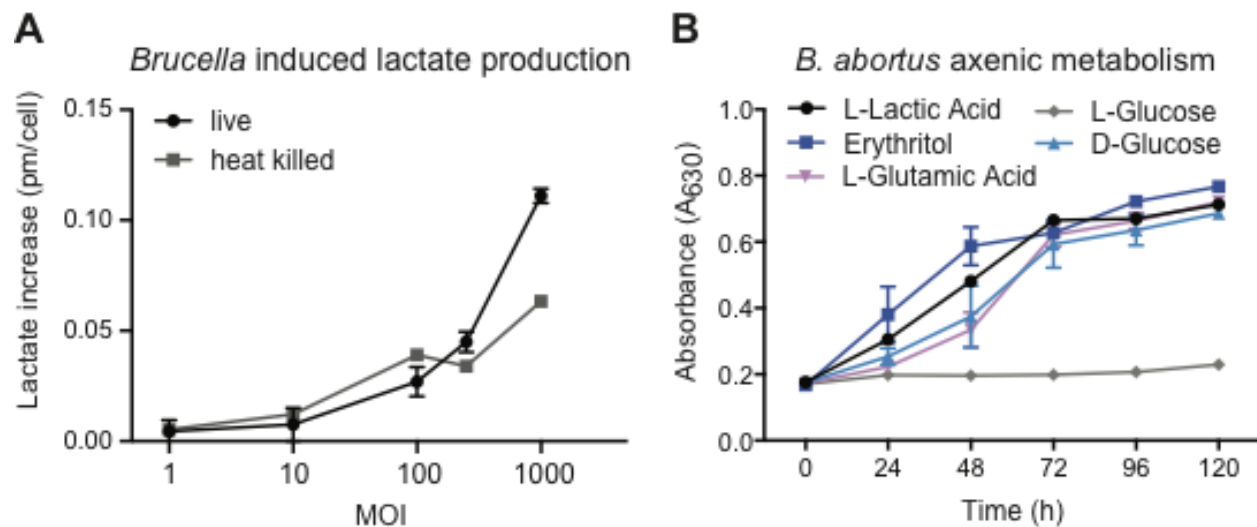 A
Brucella induced lactate production
Lactate increase (pm/cell)
0.15
0.10
0.05
0.00
live
heat killed
1
10
100
1000
MOI
B
B. abortus axenic metabolism
Absorbance (A630)
1.0
0.8
0.6
0.4
0.2
0.0
L-Lactic Acid
Erythritol
L-Glutamic Acid
L-Glucose
D-Glucose
0
24
48
72
96
120
Time (h)